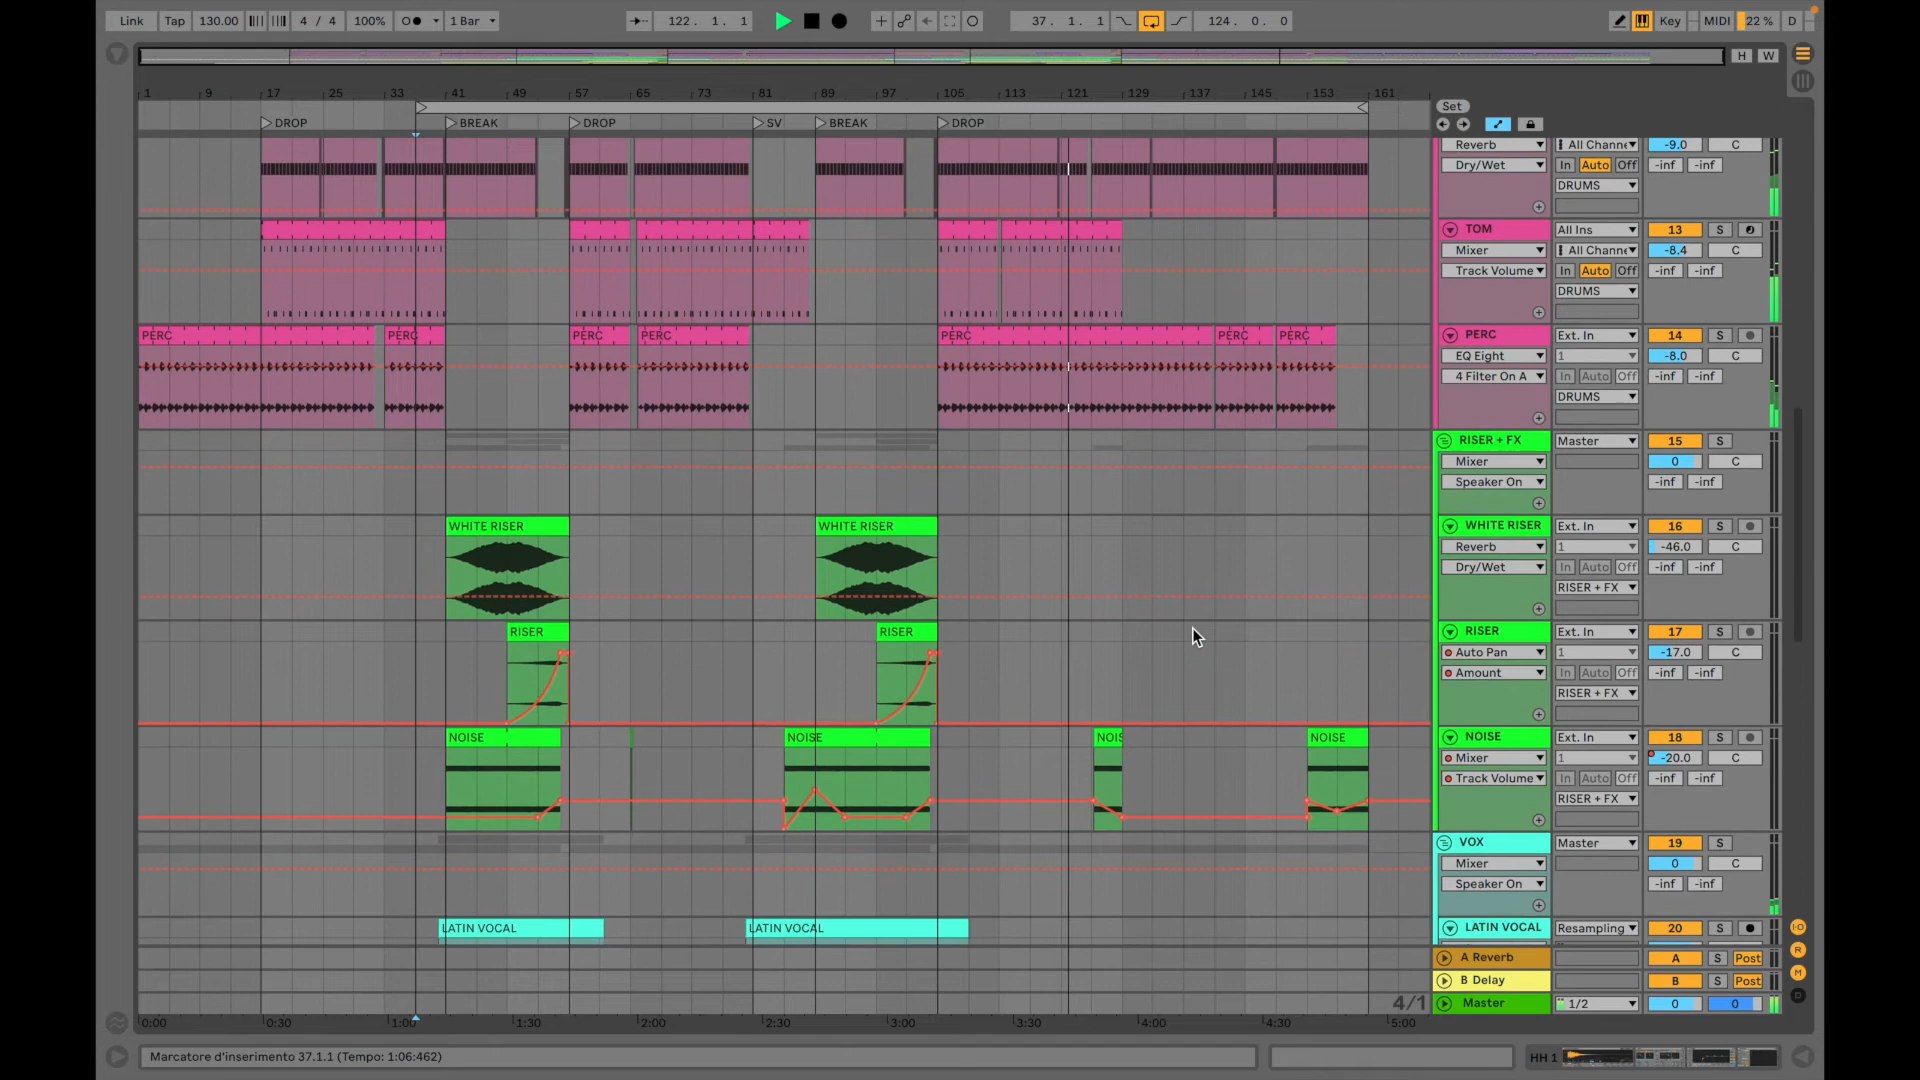 Link Tap 130.00 4 / 4 100% 1 Bar 122. 1. 1 37. 1. 1 124. 0. 0 Key MIDI 22 % D
H W
1 9 17 25 33 41 49 57 65 73 81 89 97 105 113 121 129 137 145 153 161
Set
DROP BREAK DROP SV BREAK DROP
Reverb All Channe -9.0 C
Dry/Wet In Auto Off -inf -inf
DRUMS
TOM All Ins 13 S
Mixer All Channe -8.4 C
Track Volume In Auto Off -inf -inf
DRUMS
PERC PERC PERC PERC PERC PERC PERC PERC Ext. In 14 S
EQ Eight 1 -8.0 C
4 Filter On A In Auto Off -inf -inf
DRUMS
RISER + FX Master 15 S
Mixer 0 C
Speaker On -inf -inf
WHITE RISER WHITE RISER WHITE RISER Ext. In 16 S
Reverb 1 -46.0 C
Dry/Wet In Auto Off -inf -inf
RISER + FX
RISER RISER RISER Ext. In 17 S
Auto Pan 1 -17.0 C
Amount In Auto Off -inf -inf
RISER + FX
NOISE NOISE NOIS NOISE NOISE Ext. In 18 S
Mixer 1 -20.0 C
Track Volume In Auto Off -inf -inf
RISER + FX
VOX Master 19 S
Mixer 0 C
Speaker On -inf -inf
LATIN VOCAL LATIN VOCAL LATIN VOCAL Resampling 20 S
A Reverb A S Post
B Delay B S Post
4/1 Master 1/2 0 0
0:00 0:30 1:00 1:30 2:00 2:30 3:00 3:30 4:00 4:30 5:00
Marcatore d'inserimento 37.1.1 (Tempo: 1:06:462) HH 1